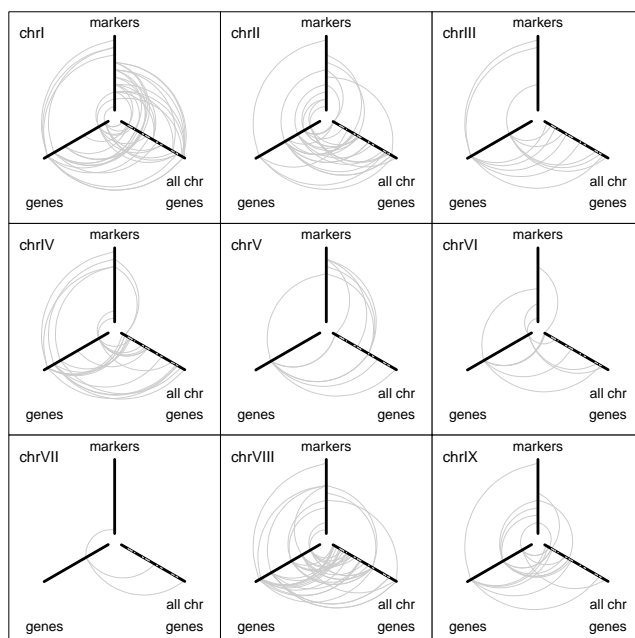 markers
chrI
all chr
genes
genes
markers
chrII
all chr
genes
genes
markers
chrIII
all chr
genes
genes
markers
chrIV
all chr
genes
genes
markers
chrV
all chr
genes
genes
markers
chrVI
all chr
genes
genes
markers
chrVII
all chr
genes
genes
markers
chrVIII
all chr
genes
genes
markers
chrIX
all chr
genes
genes